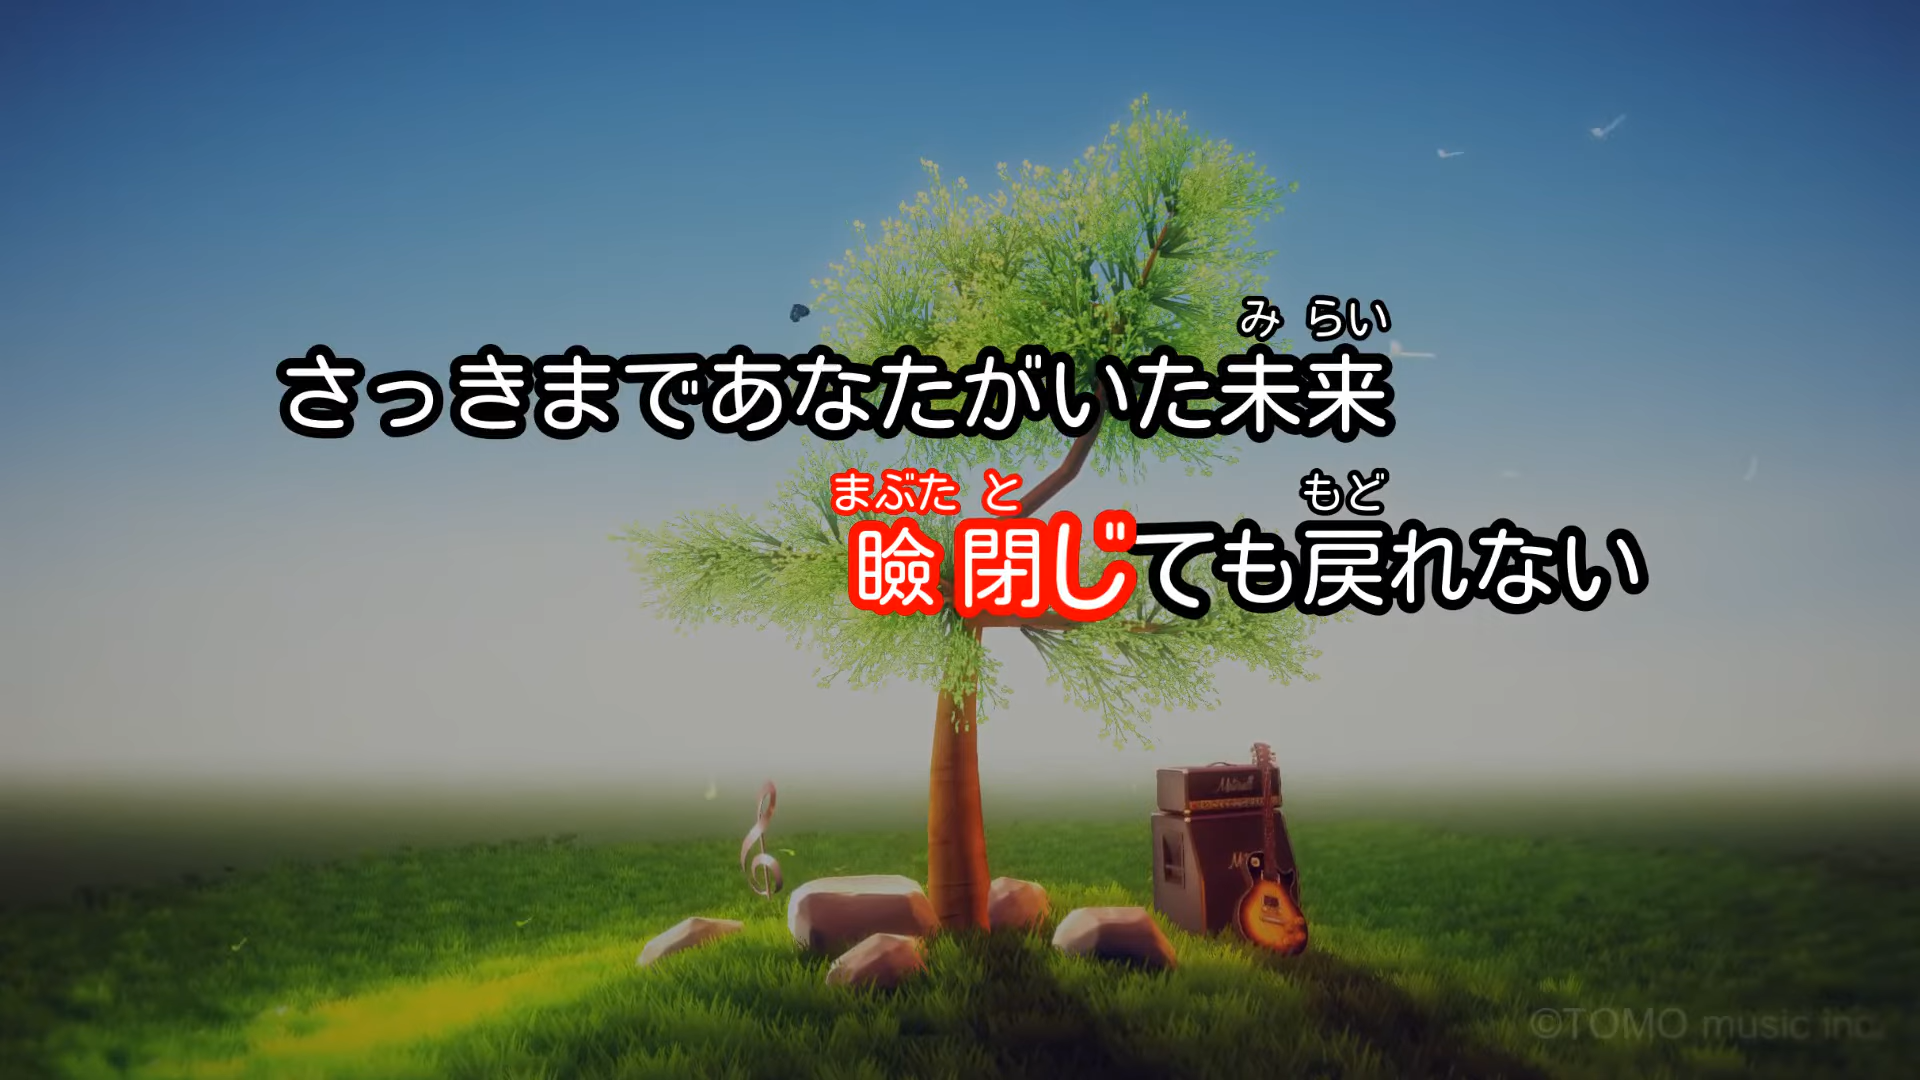 み らい
さっきまであなたがいた未来
まぶた と もど
瞼 閉じても戻れない
©TOMO music inc.